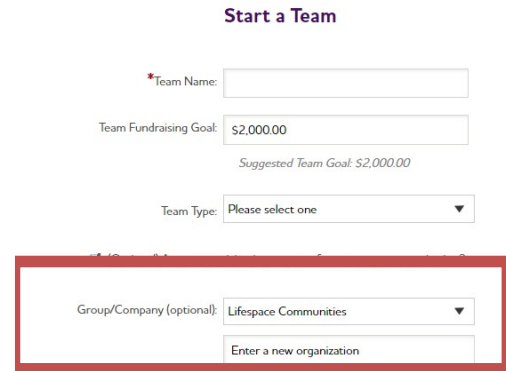 Start a Team
*Team Name:
Team Fundraising Goal: $2,000.00
Suggested Team Goal: $2,000.00
Team Type: Please select one
Group/Company (optional): Lifespace Communities
Enter a new organization